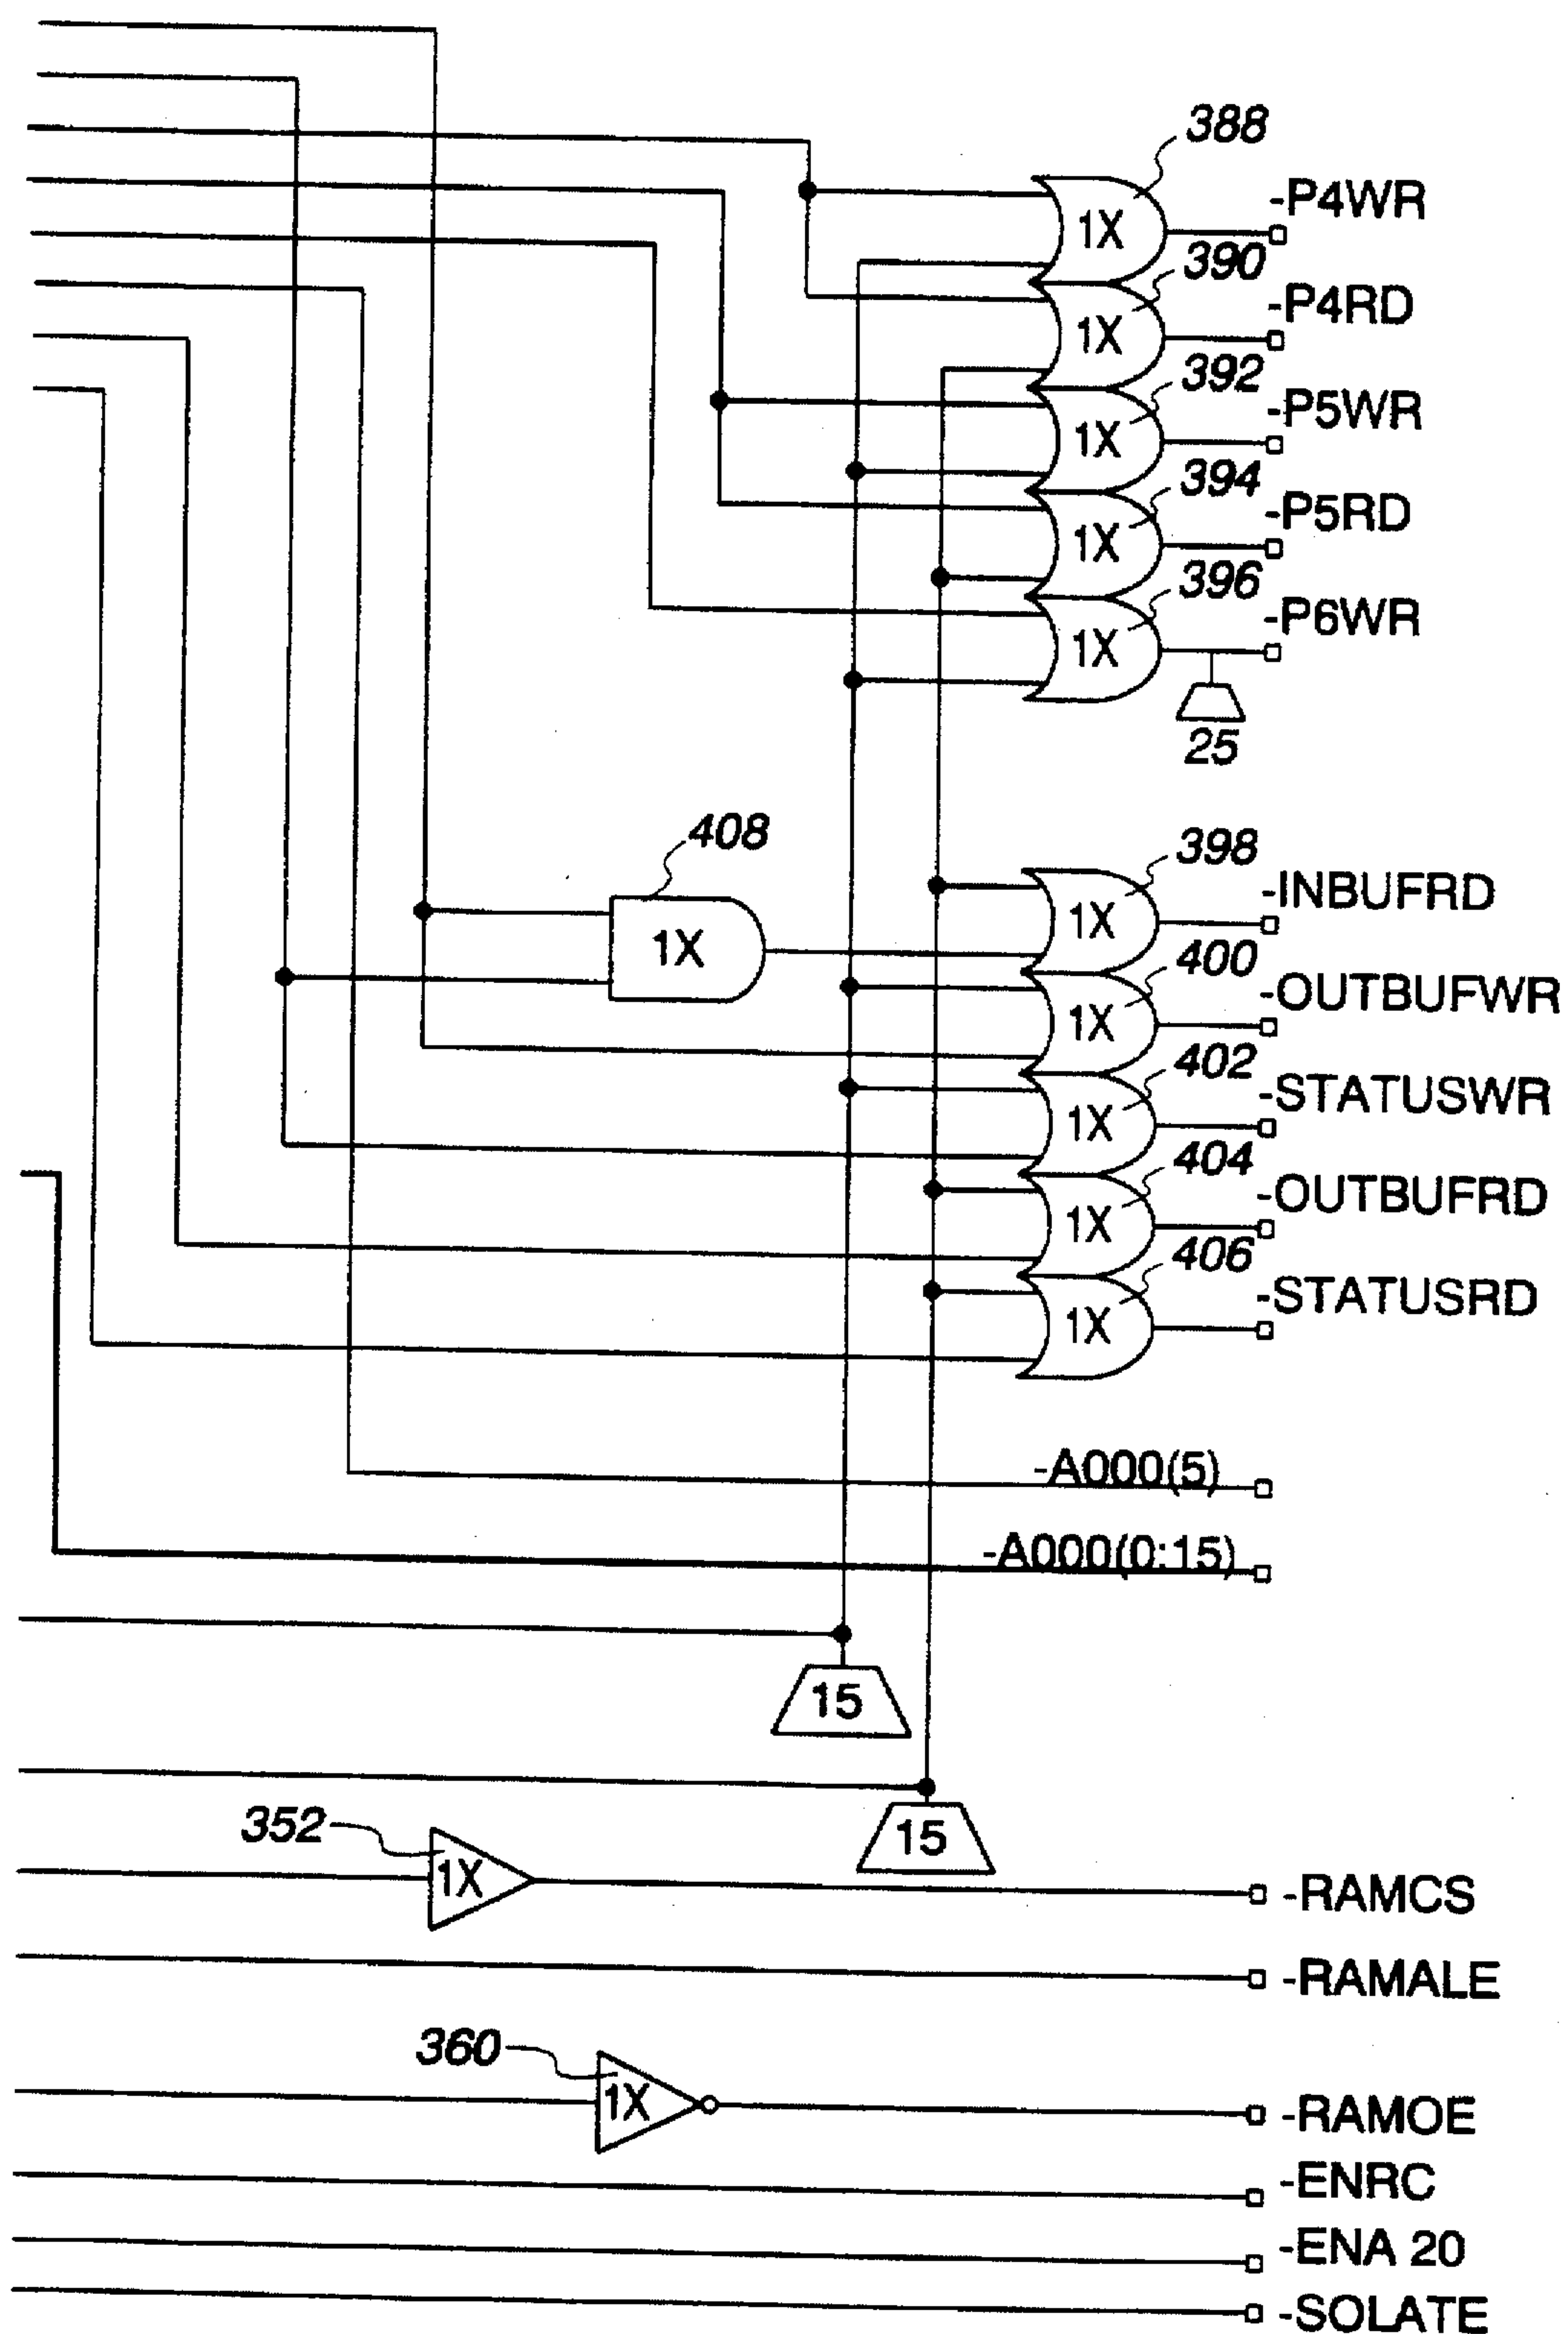 388
-P4WR
1X
390
-P4RD
1X
392
-P5WR
1X
394
-P5RD
1X
396
-P6WR
1X
25
408
398
-INBUFRD
1X
1X
400
-OUTBUFWR
1X
402
-STATUSWR
1X
404
-OUTBUFRD
1X
406
-STATUSRD
1X
-A000(5)
-A000(0:15)
15
352
15
1X
-RAMCS
-RAMALE
360
1X
-RAMOE
-ENRC
-ENA 20
-SOLATE